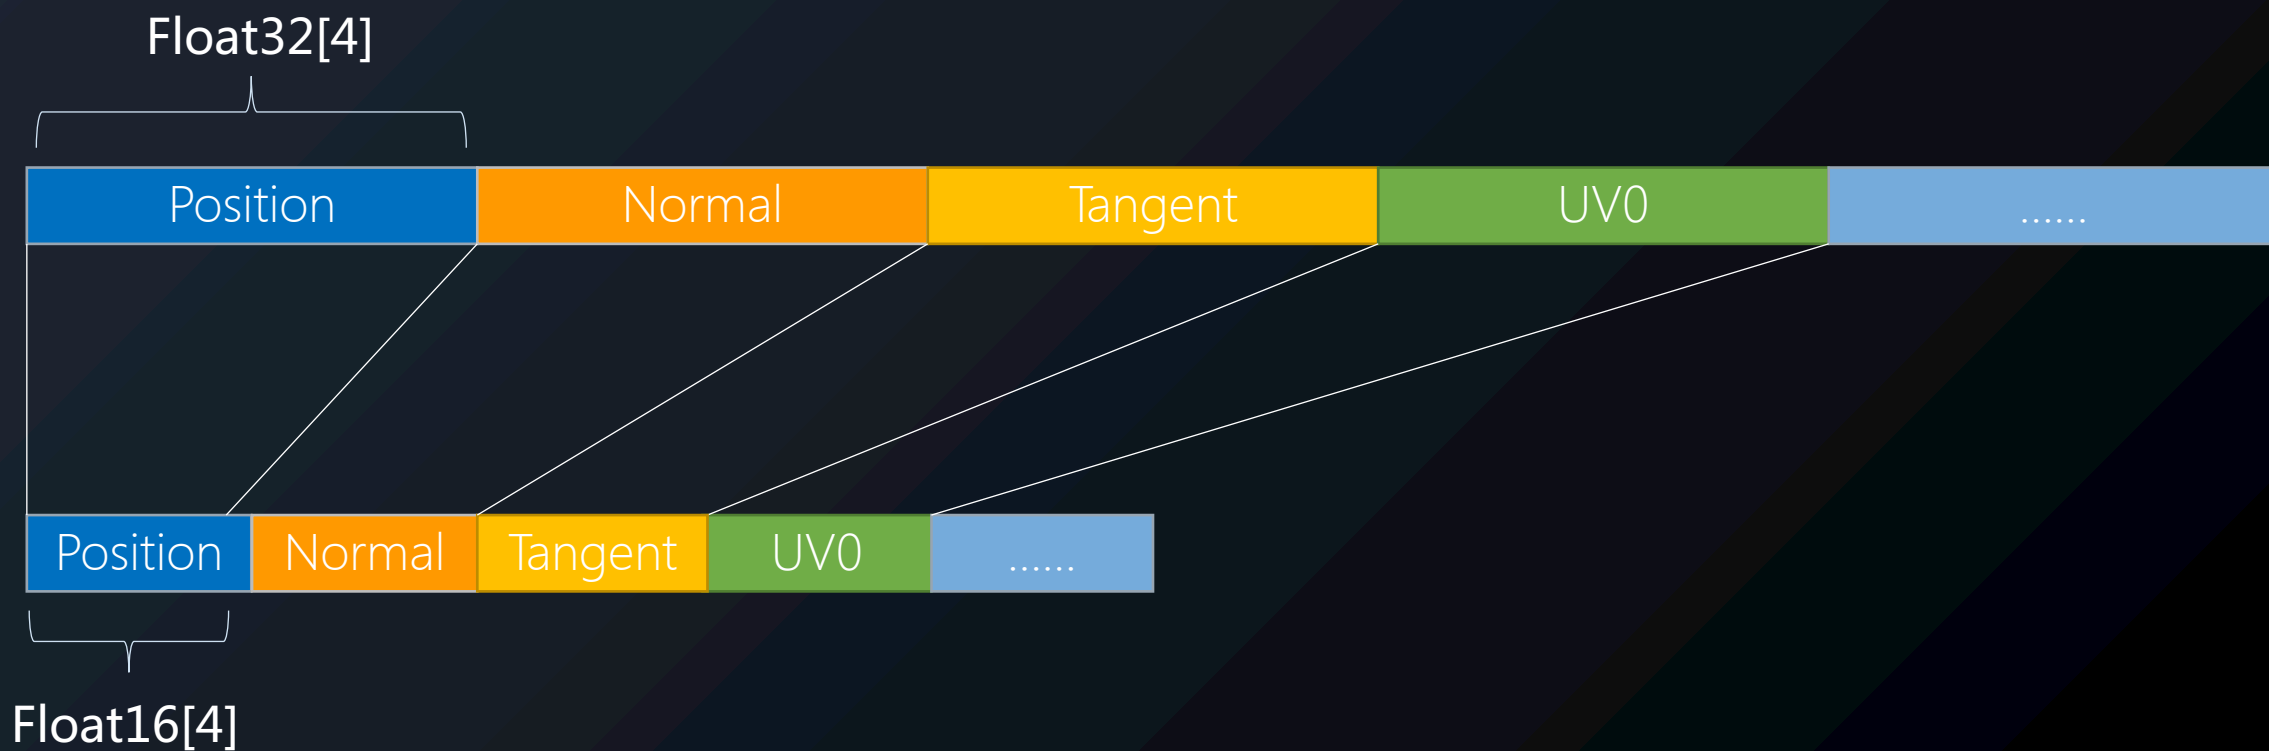 Float32[4]
Position Normal Tangent UV0 ......
Position Normal Tangent UV0 ......
Float16[4]